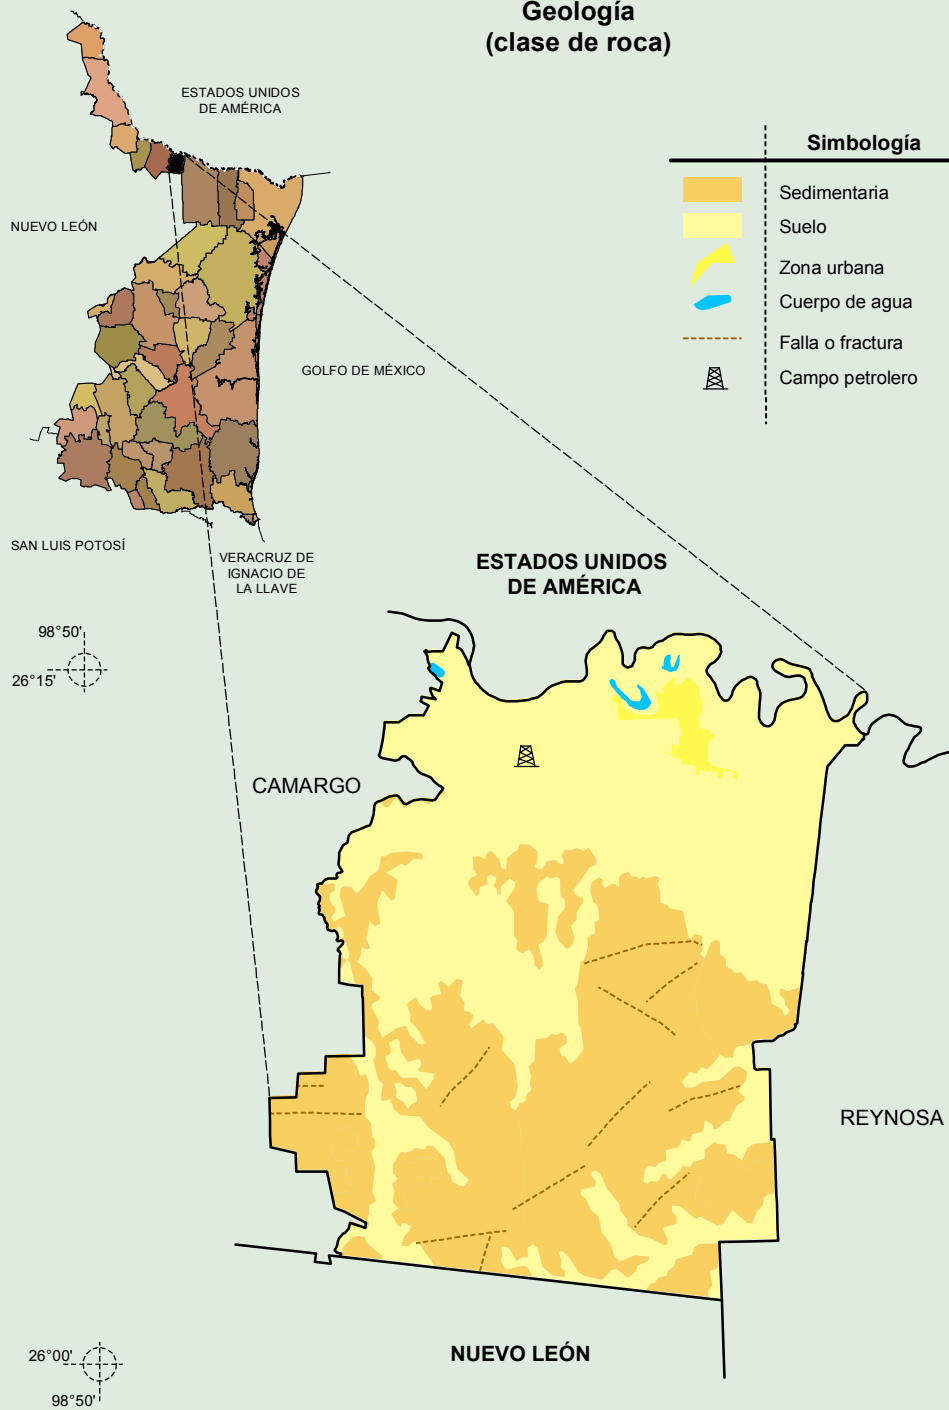 Geología
(clase de roca)
ESTADOS UNIDOS
DE AMÉRICA
NUEVO LEÓN
GOLFO DE MÉXICO
SAN LUIS POTOSÍ
VERACRUZ DE
IGNACIO DE
LA LLAVE
Simbología
Sedimentaria
Suelo
Zona urbana
Cuerpo de agua
Falla o fractura
Campo petrolero
ESTADOS UNIDOS
DE AMÉRICA
98°50'
26°15'
CAMARGO
REYNOSA
NUEVO LEÓN
26°00'
98°50'